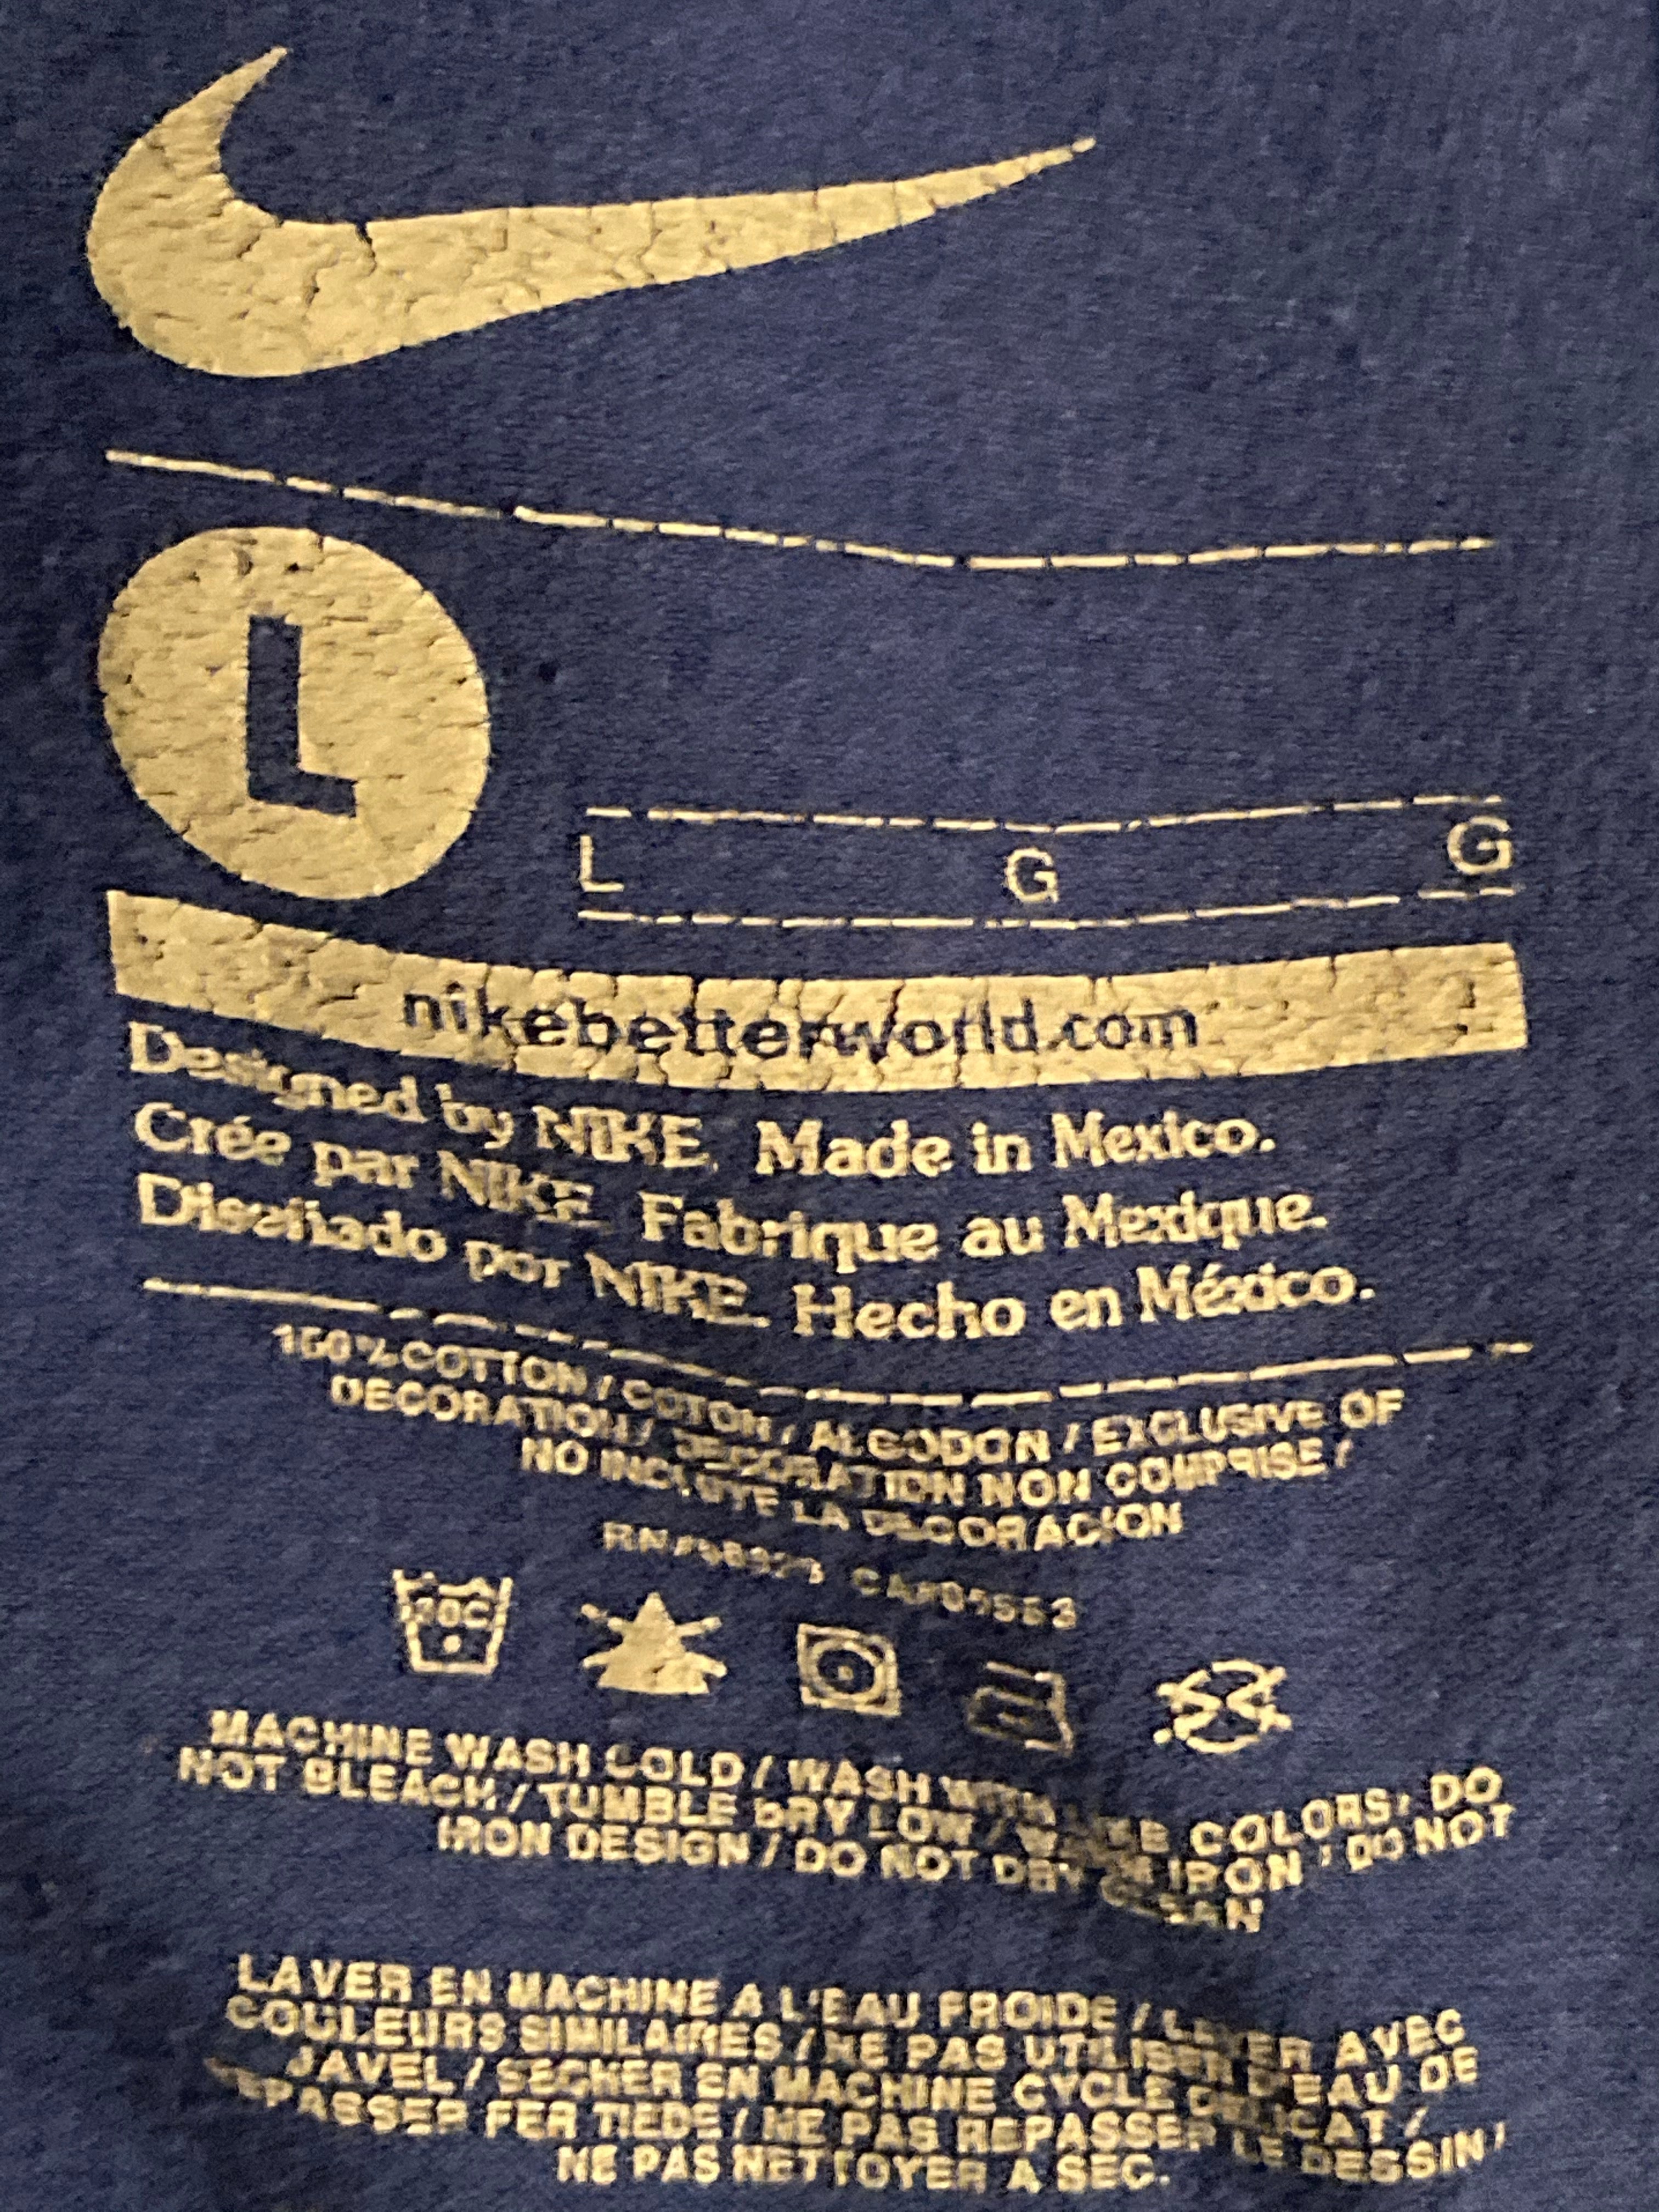 L
L G G
nikebetterworld.com
Designed by NIKE. Made in Mexico.
Crée par NIKE. Fabrique au Mexique.
Diseñado por NIKE. Hecho en México.
100% COTTON / COTON / ALGODON / EXCLUSIVE OF
DECORATION / DECORATION NON COMPRISE /
NO INCLUYE LA DECORACION
30C
MACHINE WASH COLD / WASH WITH LIKE COLORS / DO
NOT BLEACH / TUMBLE DRY LOW / WARM IRON / DO NOT
IRON DESIGN / DO NOT DRY CLEAN
LAVER EN MACHINE A L'EAU FROIDE / LAVER AVEC
COULEURS SIMILAIRES / NE PAS UTILISER D'EAU DE
JAVEL / SECHER EN MACHINE CYCLE DELICAT /
REPASSER FER TIEDE / NE PAS REPASSER LE DESSIN /
NE PAS NETTOYER A SEC.